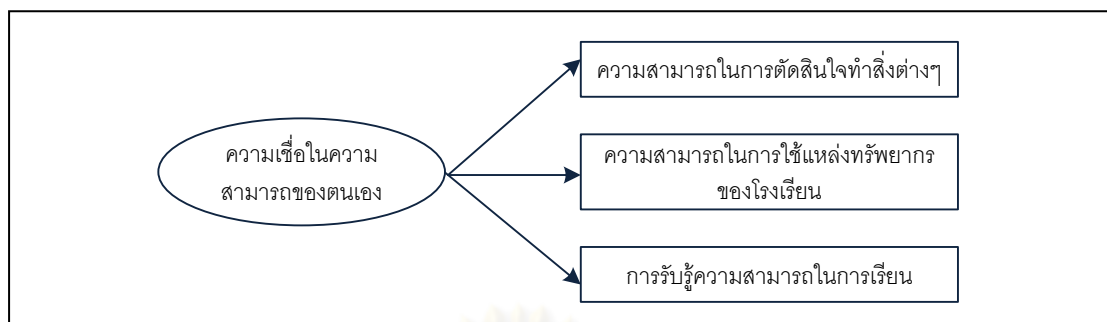 ความสามารถในการตัดสินใจทำสิ่งต่างๆ
ความเชื่อในความ
สามารถของตนเอง
ความสามารถในการใช้แหล่งทรัพยากร
ของโรงเรียน
การรับรู้ความสามารถในการเรียน